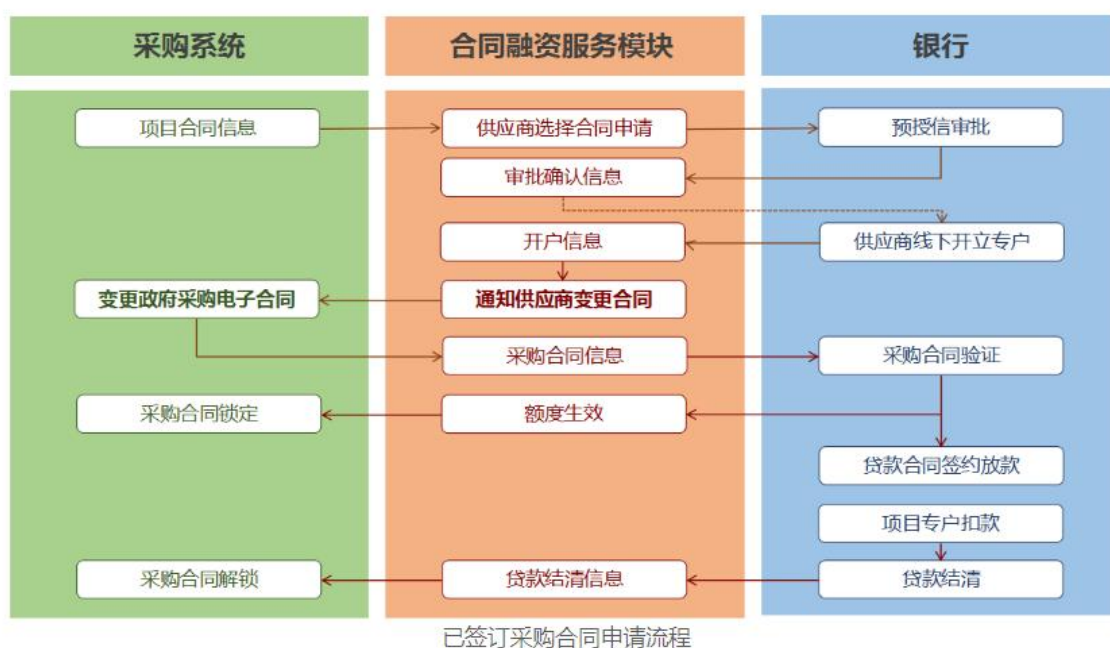 采购系统
合同融资服务模块
银行
项目合同信息
供应商选择合同申请
预授信审批
审批确认信息
开户信息
供应商线下开立专户
变更政府采购电子合同
通知供应商变更合同
采购合同信息
采购合同验证
采购合同锁定
额度生效
贷款合同签约放款
项目专户扣款
采购合同解锁
贷款结清信息
贷款结清
已签订采购合同申请流程